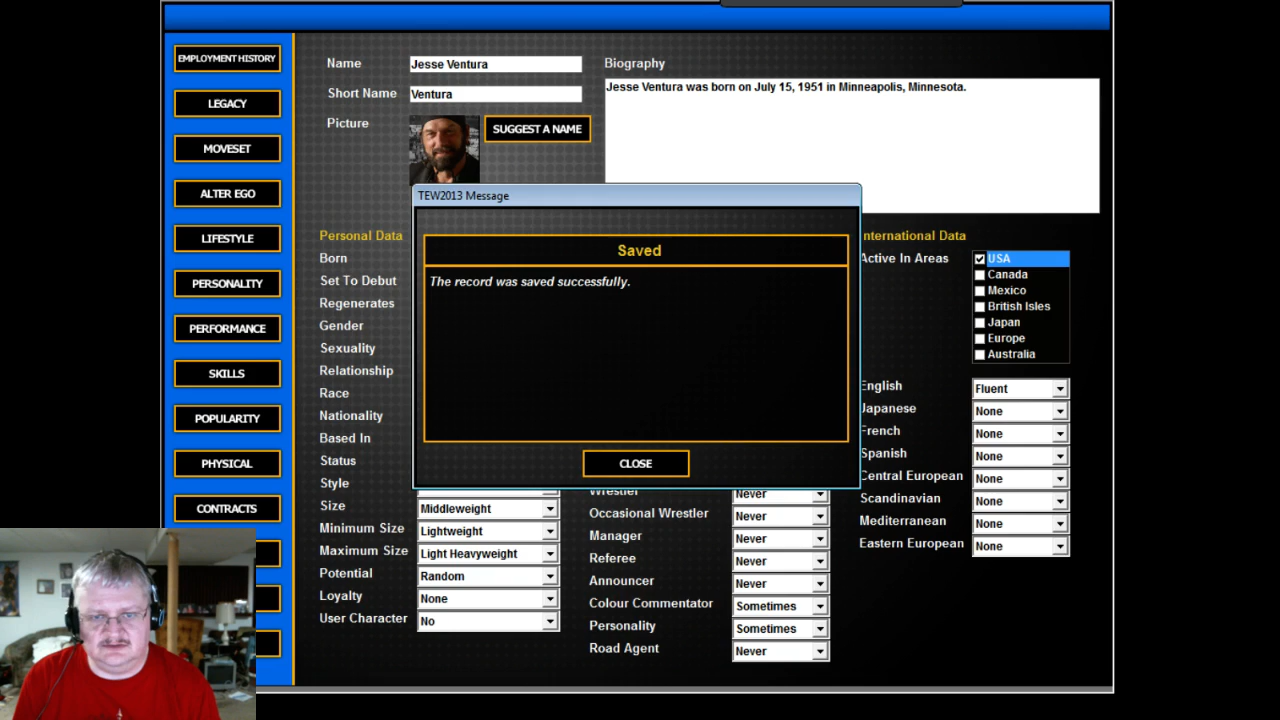 EMPLOYMENT HISTORY
LEGACY
MOVESET
ALTER EGO
LIFESTYLE
PERSONALITY
PERFORMANCE
SKILLS
POPULARITY
PHYSICAL
CONTRACTS
Name Jesse Ventura
Short Name Ventura
Picture
SUGGEST A NAME
Biography
Jesse Ventura was born on July 15, 1951 in Minneapolis, Minnesota.
TEW2013 Message
Saved
The record was saved successfully.
CLOSE
Personal Data
Born
Set To Debut
Regenerates
Gender
Sexuality
Relationship
Race
Nationality
Based In
Status
Style
Size Middleweight
Minimum Size Lightweight
Maximum Size Light Heavyweight
Potential Random
Loyalty None
User Character No
Wrestler Never
Occasional Wrestler Never
Manager Never
Referee Never
Announcer Never
Colour Commentator Sometimes
Personality Sometimes
Road Agent Never
International Data
Active In Areas
USA
Canada
Mexico
British Isles
Japan
Europe
Australia
English Fluent
Japanese None
French None
Spanish None
Central European None
Scandinavian None
Mediterranean None
Eastern European None